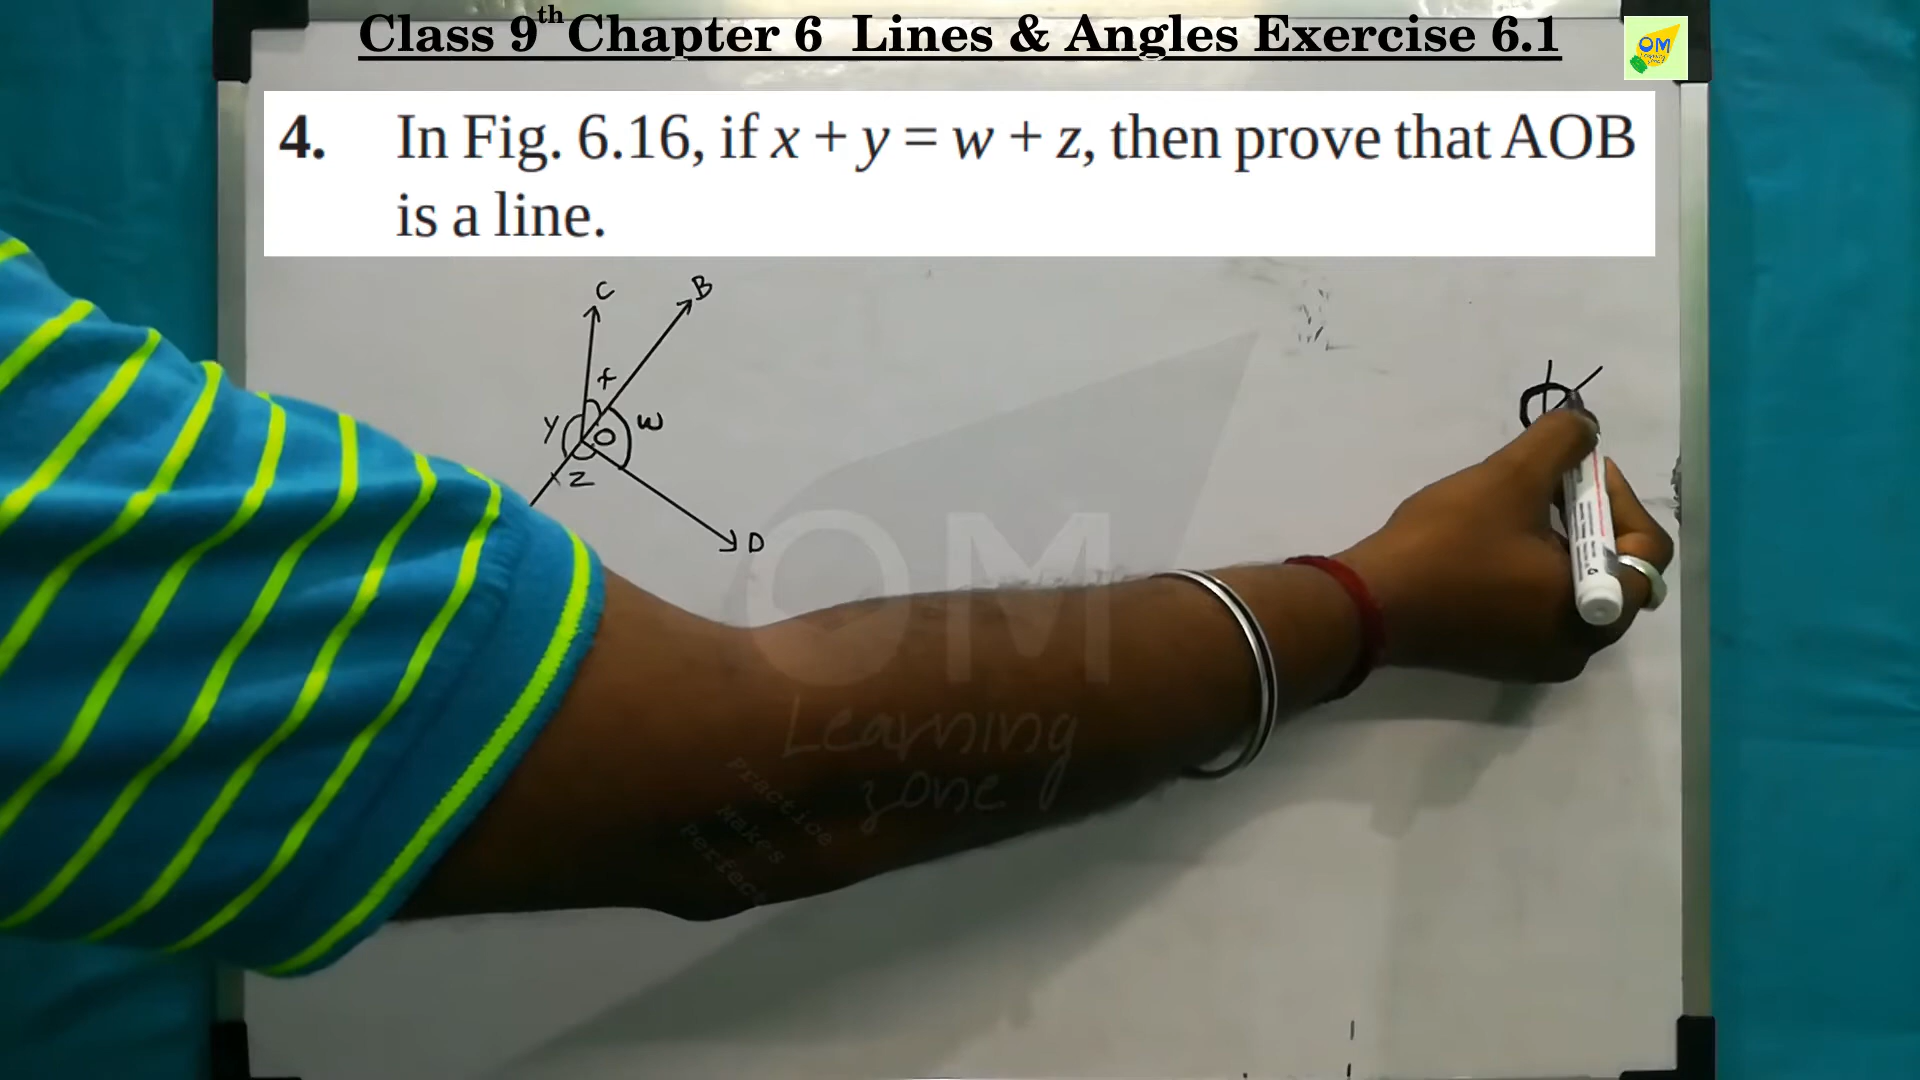 Class 9th Chapter 6 Lines & Angles Exercise 6.1
OM
4. In Fig. 6.16, if x + y = w + z, then prove that AOB
is a line.
C
B
x
y
O
w
z
D
OM
Learning
zone
Practice
Makes
Perfect